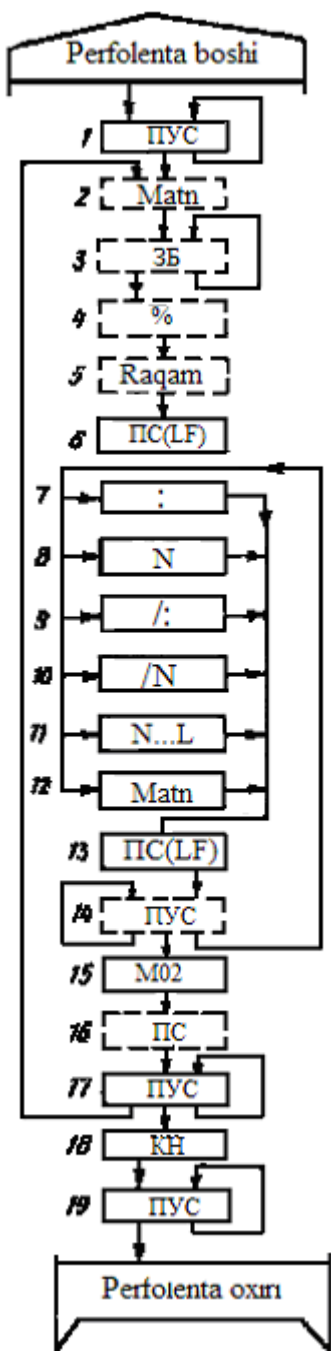 Perfolenta boshi
1 ПУС
2 Matn
3 ЗБ
4 %
5 Raqam
6 ПС(LF)
7 :
8 N
9 /:
10 /N
11 N...L
12 Matn
13 ПС(LF)
14 ПУС
15 M02
16 ПС
17 ПУС
18 КН
19 ПУС
Perfolenta oxırı